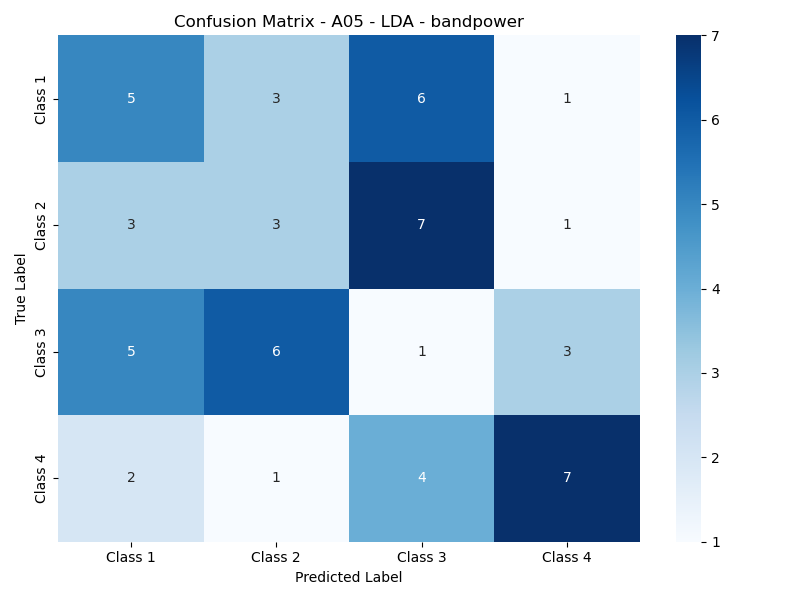 Confusion Matrix - A05 - LDA - bandpower
True Label
Class 1
5 3 6 1
Class 2
3 3 7 1
Class 3
5 6 1 3
Class 4
2 1 4 7
Class 1 Class 2 Class 3 Class 4
Predicted Label
7
6
5
4
3
2
1